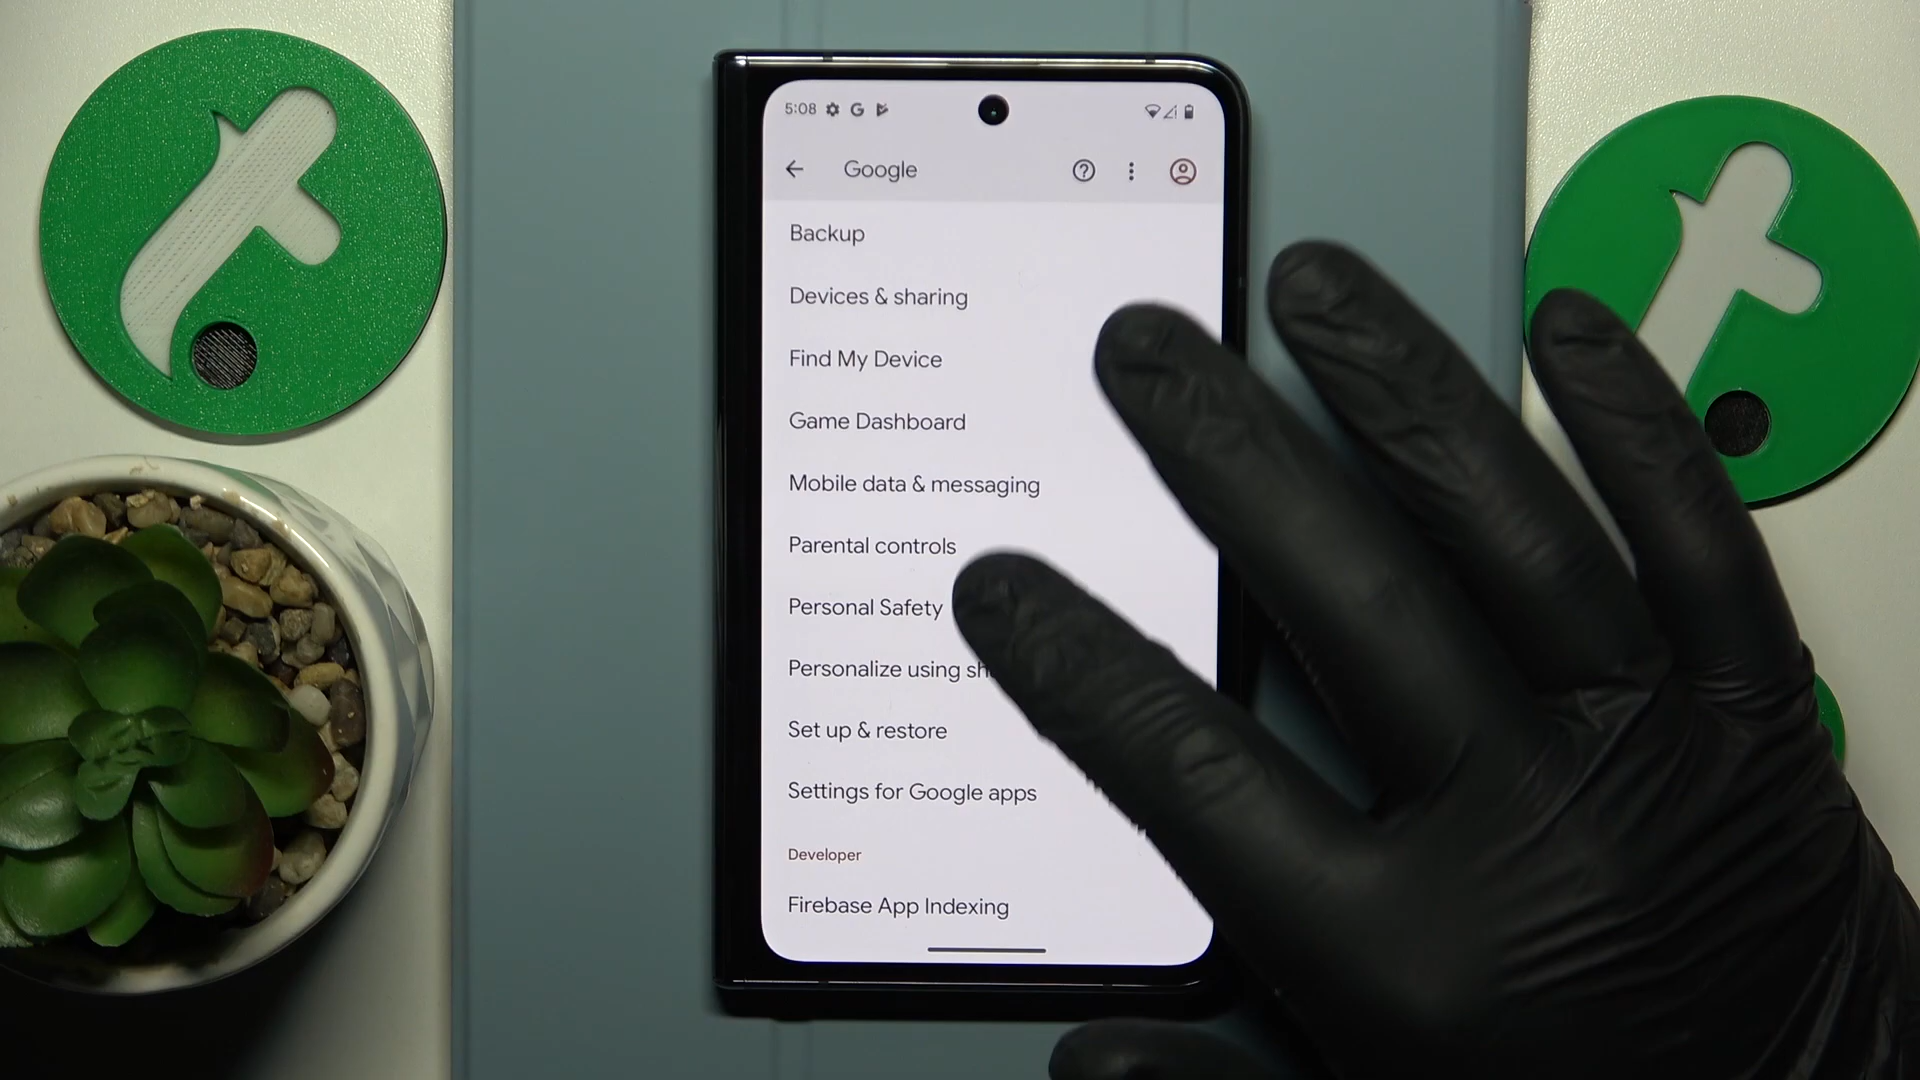 5:08
Google
Backup
Devices & sharing
Find My Device
Game Dashboard
Mobile data & messaging
Parental controls
Personal Safety
Personalize using
Set up & restore
Settings for Google apps
Developer
Firebase App Indexing